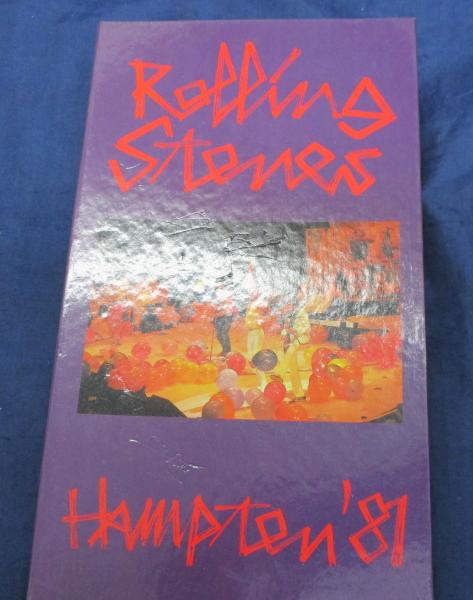 Rolling
Stones
Hampton '81